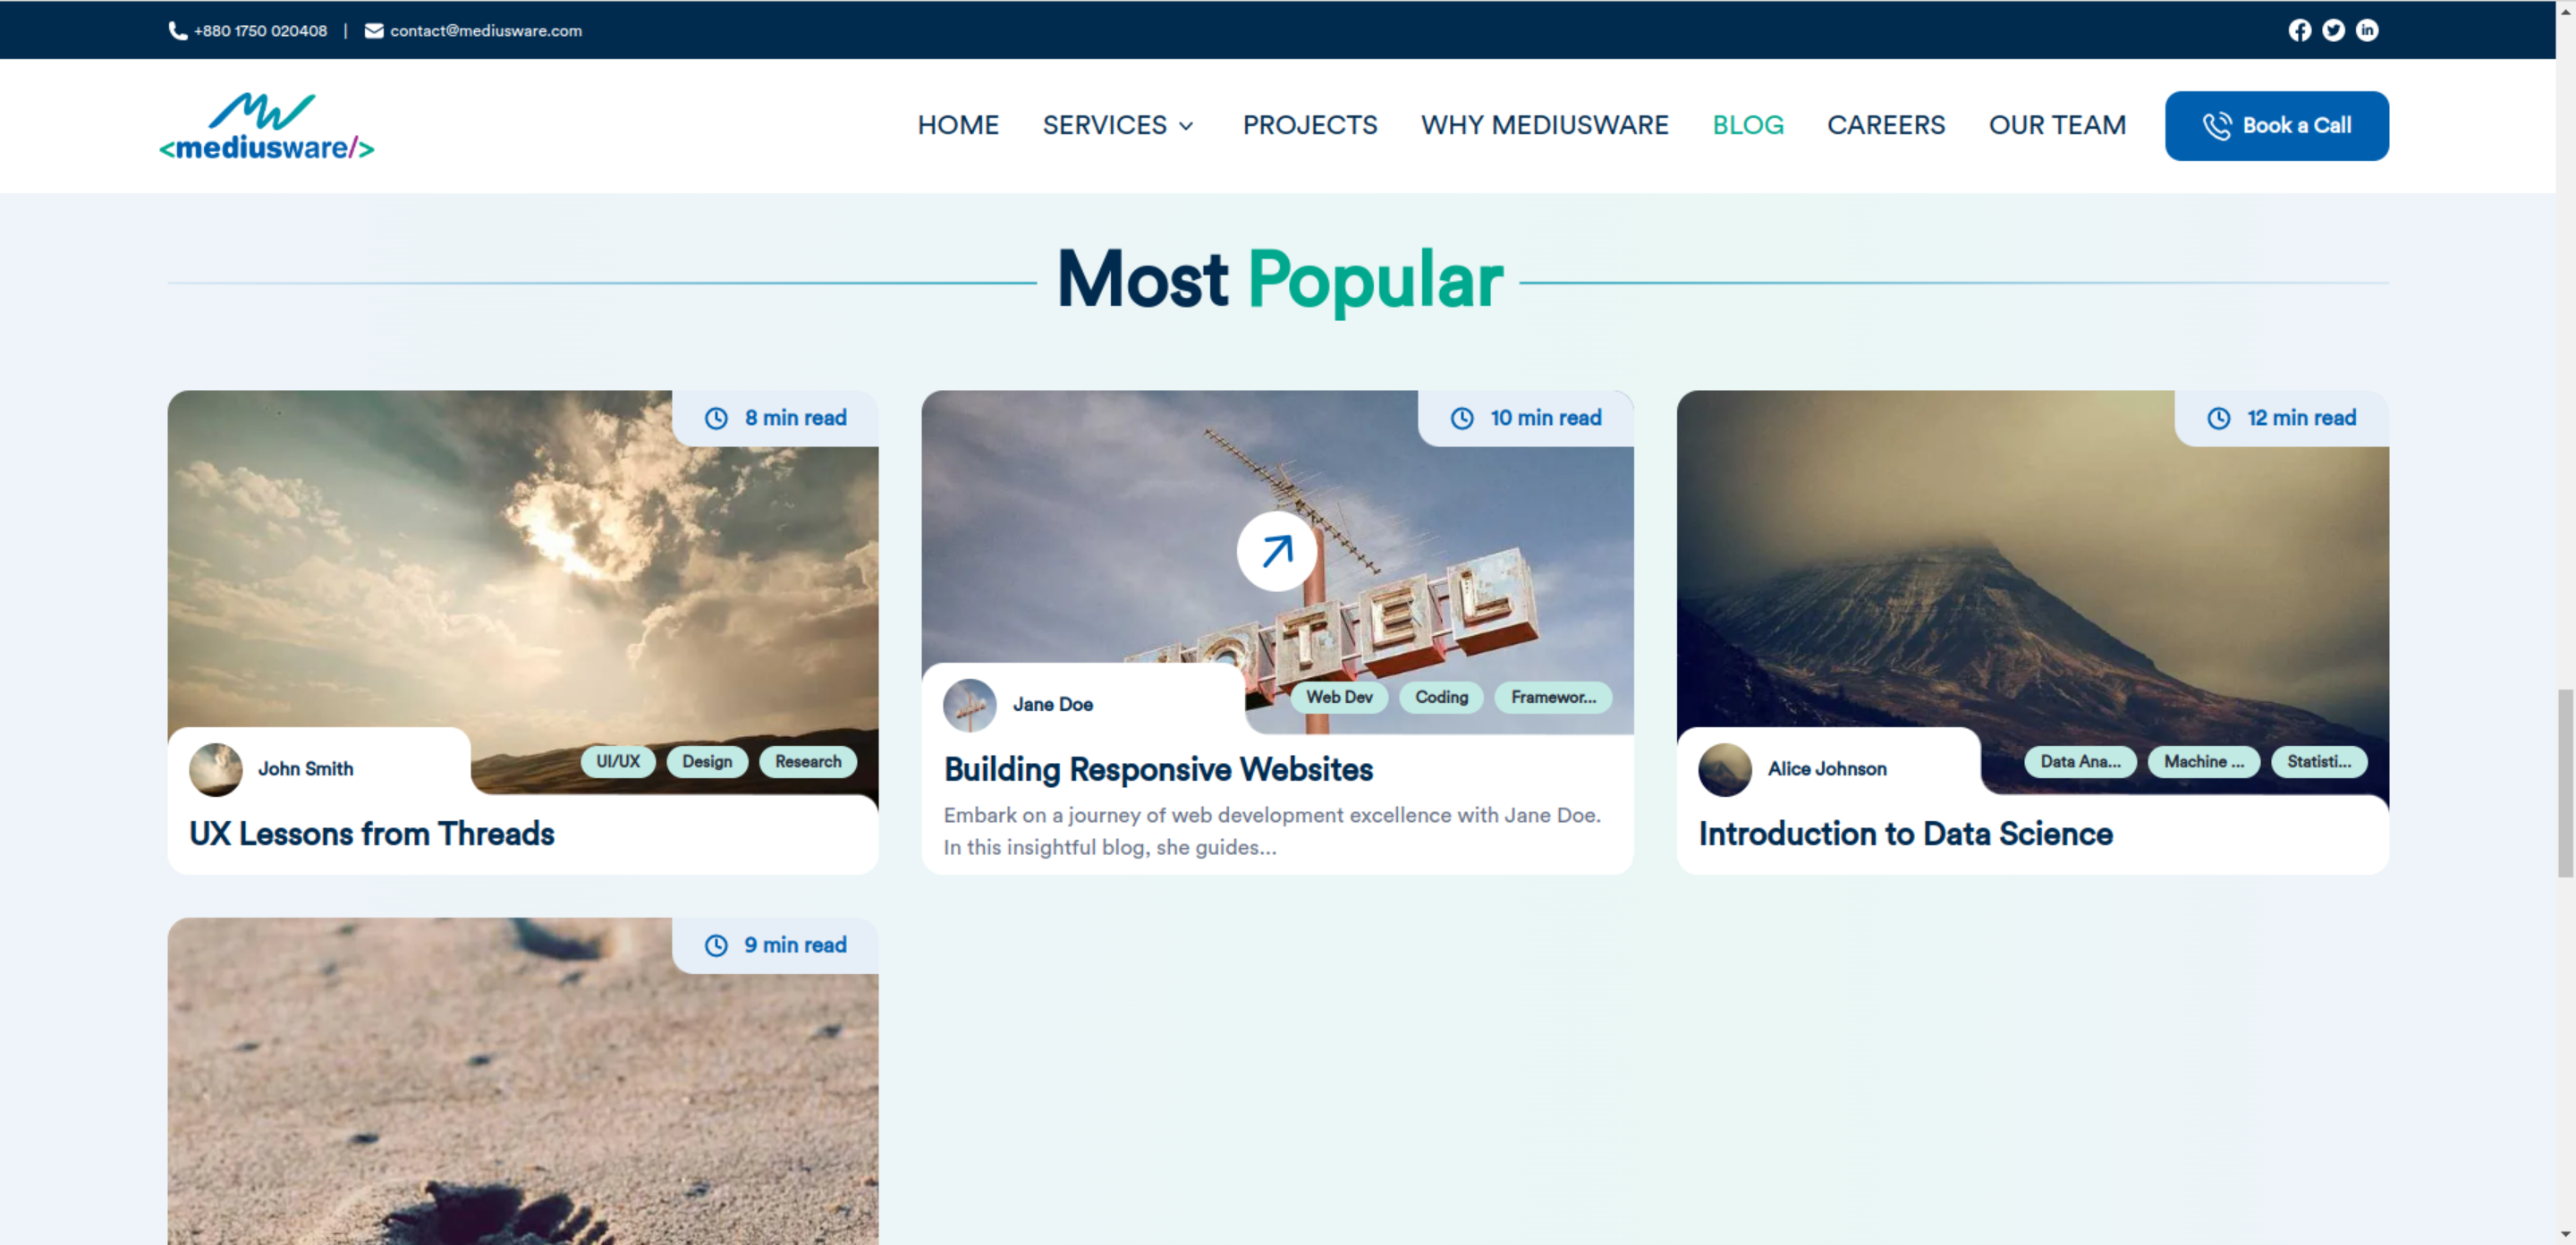 +880 1750 020408 | contact@mediusware.com
<mediusware/>
HOME SERVICES PROJECTS WHY MEDIUSWARE BLOG CAREERS OUR TEAM Book a Call
Most Popular
8 min read
John Smith
UI/UX Design Research
UX Lessons from Threads
10 min read
OTEL
Jane Doe
Web Dev Coding Framewor...
Building Responsive Websites
Embark on a journey of web development excellence with Jane Doe.
In this insightful blog, she guides...
12 min read
Alice Johnson
Data Ana... Machine ... Statisti...
Introduction to Data Science
9 min read